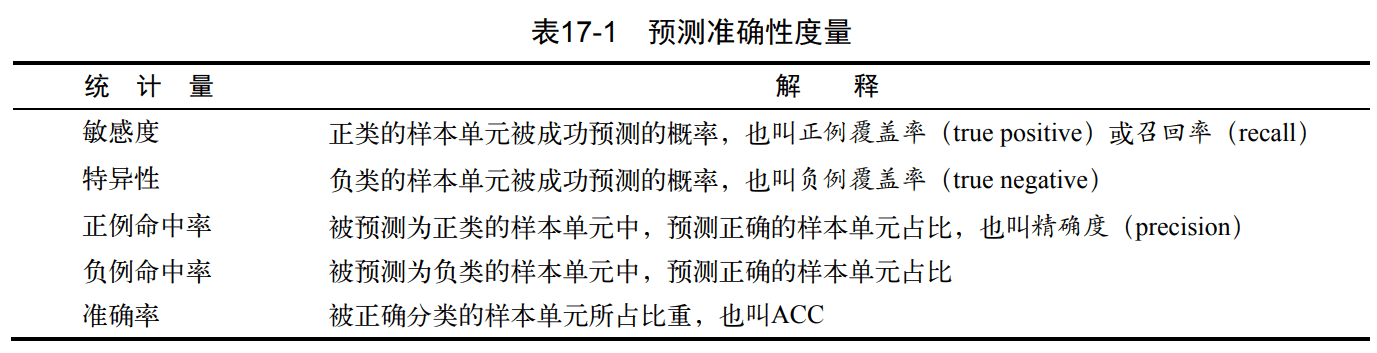 表17-1 预测准确性度量
统 计 量 解 释
敏感度 正类的样本单元被成功预测的概率，也叫正例覆盖率（true positive）或召回率（recall）
特异性 负类的样本单元被成功预测的概率，也叫负例覆盖率（true negative）
正例命中率 被预测为正类的样本单元中，预测正确的样本单元占比，也叫精确度（precision）
负例命中率 被预测为负类的样本单元中，预测正确的样本单元占比
准确率 被正确分类的样本单元所占比重，也叫ACC